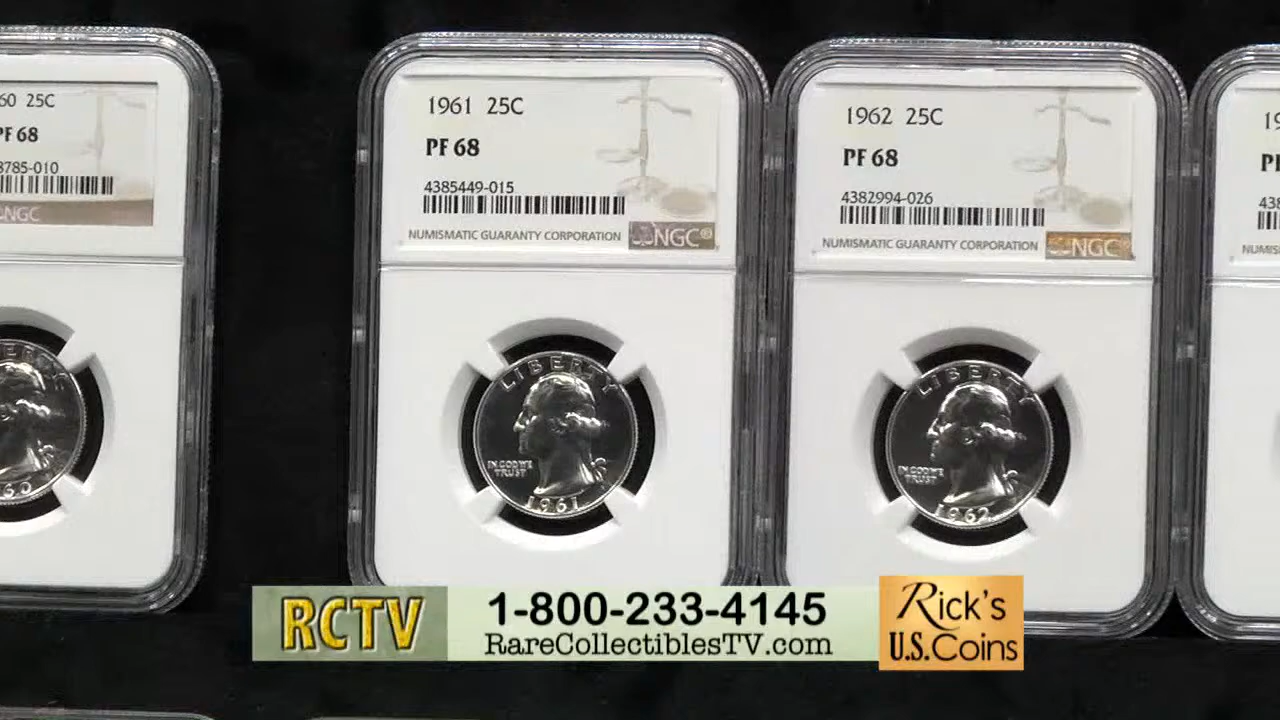 60 25C
PF 68
8785-010
NGC
1961 25C
PF 68
4385449-015
NUMISMATIC GUARANTY CORPORATION NGC®
1962 25C
PF 68
4382994-026
NUMISMATIC GUARANTY CORPORATION NGC®
LIBERTY
IN GOD WE
TRUST
1961
LIBERTY
IN GOD WE
TRUST
1962
60
RCTV
1-800-233-4145
RareCollectiblesTV.com
Rick's
U.S. Coins